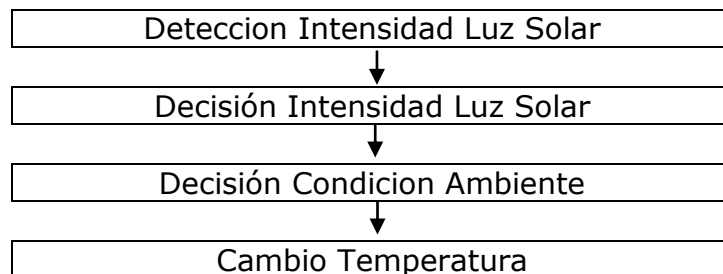 Deteccion Intensidad Luz Solar
Decisión Intensidad Luz Solar
Decisión Condicion Ambiente
Cambio Temperatura